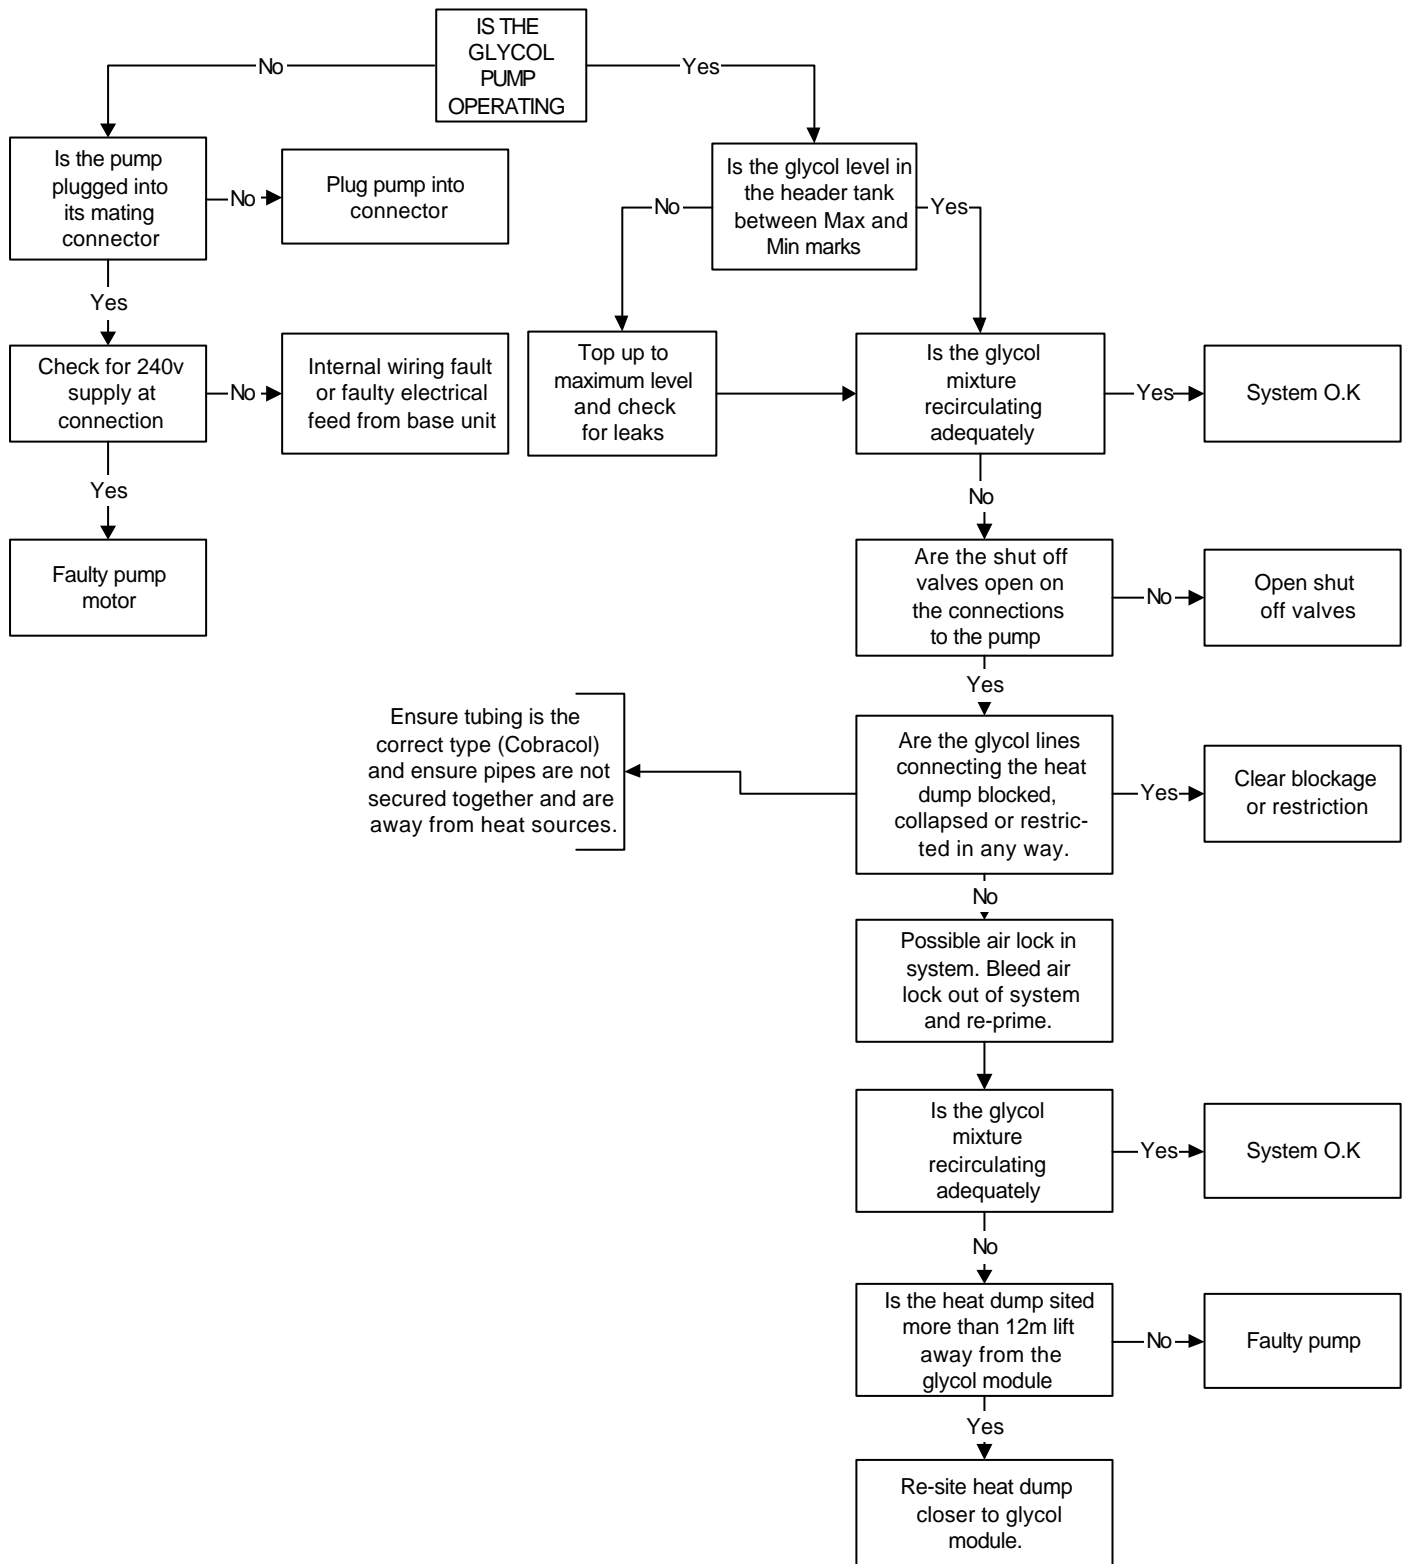 IS THE
GLYCOL
PUMP
OPERATING
No
Yes
Is the pump
plugged into
its mating
connector
No
Plug pump into
connector
Is the glycol level in
the header tank
between Max and
Min marks
No
Yes
Yes
Check for 240v
supply at
connection
No
Internal wiring fault
or faulty electrical
feed from base unit
Top up to
maximum level
and check
for leaks
Is the glycol
mixture
recirculating
adequately
Yes
System O.K
Yes
No
Faulty pump
motor
Are the shut off
valves open on
the connections
to the pump
No
Open shut
off valves
Yes
Ensure tubing is the
correct type (Cobracol)
and ensure pipes are not
secured together and are
away from heat sources.
Are the glycol lines
connecting the heat
dump blocked,
collapsed or restric-
ted in any way.
Yes
Clear blockage
or restriction
No
Possible air lock in
system. Bleed air
lock out of system
and re-prime.
Is the glycol
mixture
recirculating
adequately
Yes
System O.K
No
Is the heat dump sited
more than 12m lift
away from the
glycol module
No
Faulty pump
Yes
Re-site heat dump
closer to glycol
module.